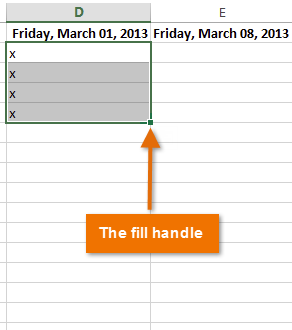 D E
Friday, March 01, 2013 Friday, March 08, 2013
x
x
x
x
The fill handle